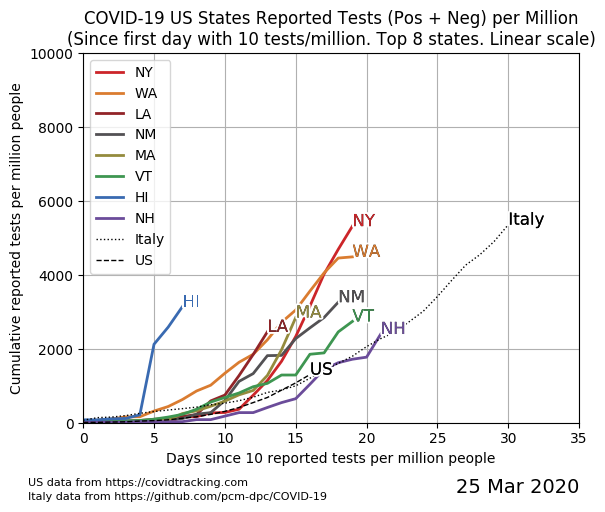 COVID-19 US States Reported Tests (Pos + Neg) per Million
(Since first day with 10 tests/million. Top 8 states. Linear scale)
Cumulative reported tests per million people
10000
8000
6000
4000
2000
0
NY
WA
LA
NM
MA
VT
HI
NH
Italy
US
NY
WA
LA
NM
MA
VT
HI
NH
Italy
US
0 5 10 15 20 25 30 35
Days since 10 reported tests per million people
US data from https://covidtracking.com
Italy data from https://github.com/pcm-dpc/COVID-19
25 Mar 2020